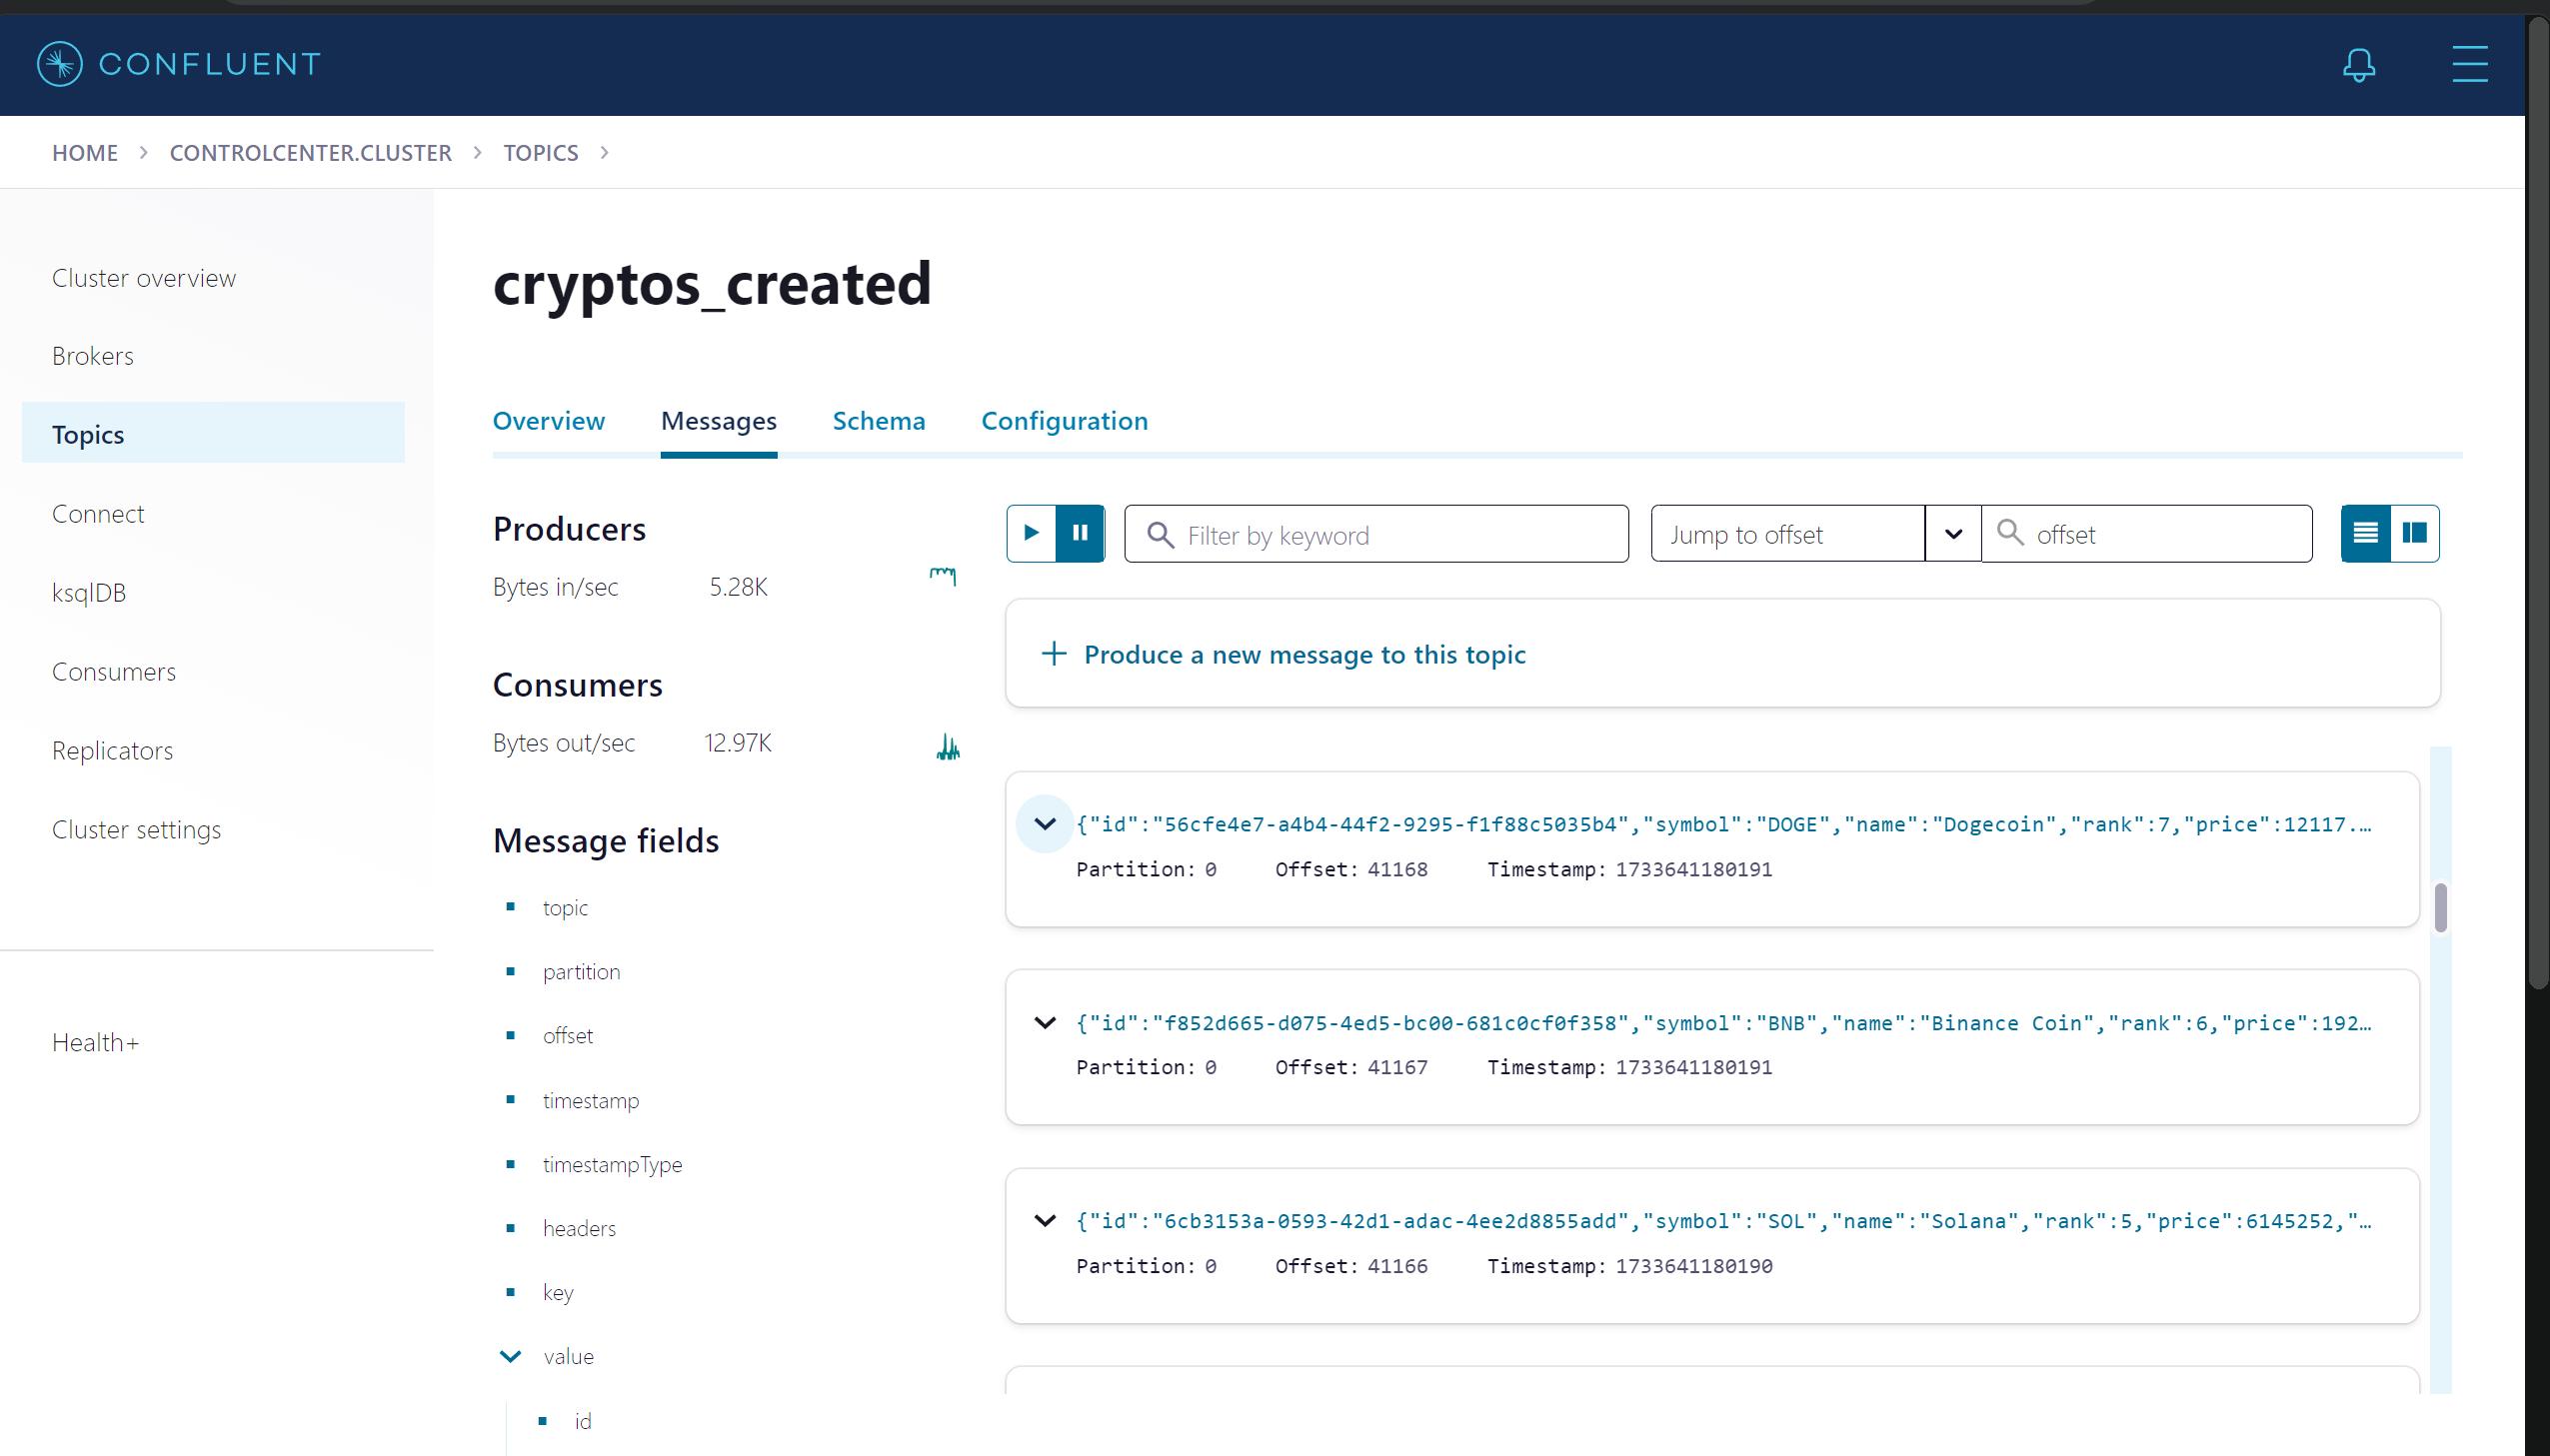 CONFLUENT
HOME > CONTROLCENTER.CLUSTER > TOPICS >
Cluster overview
Brokers
Topics
Connect
ksqlDB
Consumers
Replicators
Cluster settings
Health+
cryptos_created
Overview Messages Schema Configuration
Producers
Bytes in/sec 5.28K
Consumers
Bytes out/sec 12.97K
Message fields
topic
partition
offset
timestamp
timestampType
headers
key
value
id
Filter by keyword Jump to offset offset
Produce a new message to this topic
{"id":"56cfe4e7-a4b4-44f2-9295-f1f88c5035b4","symbol":"DOGE","name":"Dogecoin","rank":7,"price":12117.…
Partition: 0 Offset: 41168 Timestamp: 1733641180191
{"id":"f852d665-d075-4ed5-bc00-681c0cf0f358","symbol":"BNB","name":"Binance Coin","rank":6,"price":192…
Partition: 0 Offset: 41167 Timestamp: 1733641180191
{"id":"6cb3153a-0593-42d1-adac-4ee2d8855add","symbol":"SOL","name":"Solana","rank":5,"price":6145252,"…
Partition: 0 Offset: 41166 Timestamp: 1733641180190